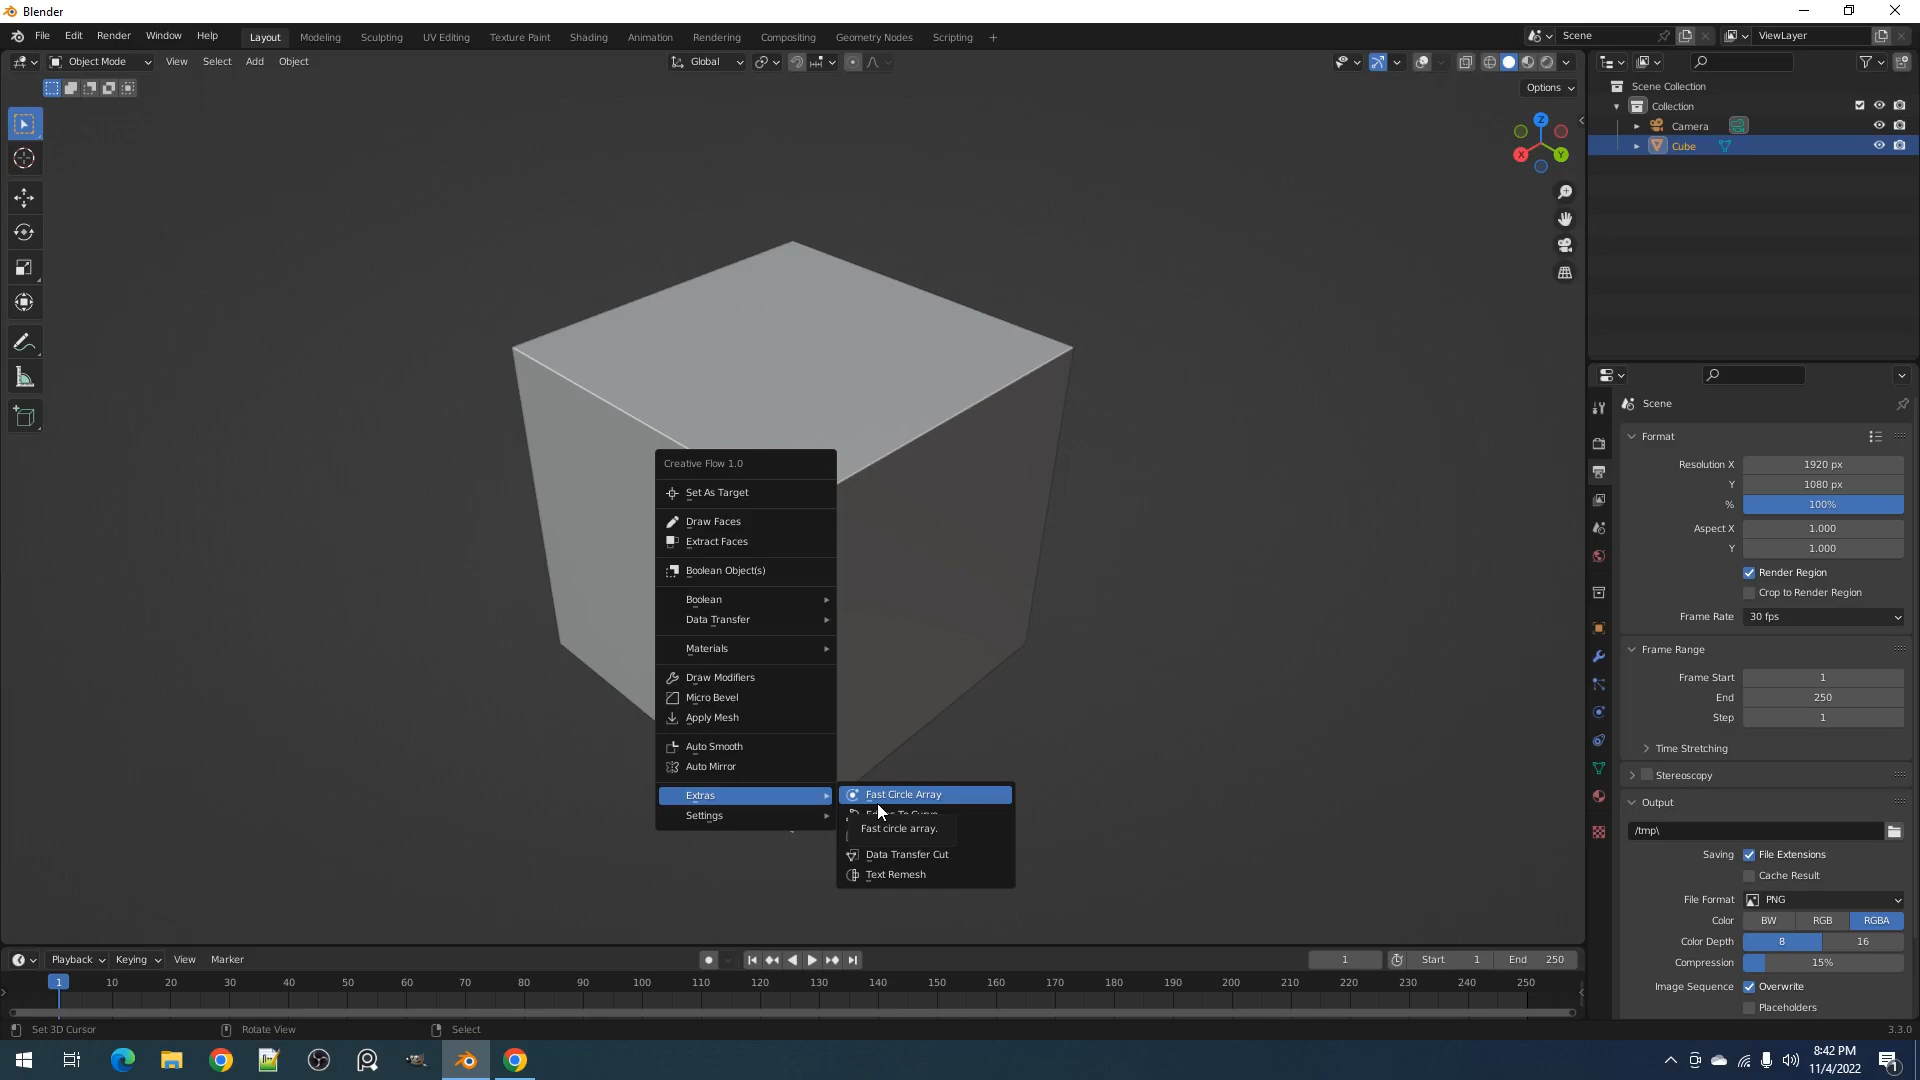 Blender
File Edit Render Window Help Layout Modeling Sculpting UV Editing Texture Paint Shading Animation Rendering Compositing Geometry Nodes Scripting + Scene ViewLayer
Object Mode View Select Add Object Global
Options
Z
X Y
Scene Collection
Collection
Camera
Cube
Scene
Format
Resolution X 1920 px
Y 1080 px
% 100%
Aspect X 1.000
Y 1.000
Render Region
Crop to Render Region
Frame Rate 30 fps
Frame Range
Frame Start 1
End 250
Step 1
Time Stretching
Stereoscopy
Output
/tmp\
Saving File Extensions
Cache Result
File Format PNG
Color BW RGB RGBA
Color Depth 8 16
Compression 15%
Image Sequence Overwrite
Placeholders
Creative Flow 1.0
Set As Target
Draw Faces
Extract Faces
Boolean Object(s)
Boolean
Data Transfer
Materials
Draw Modifiers
Micro Bevel
Apply Mesh
Auto Smooth
Auto Mirror
Extras
Settings
Fast Circle Array
Fast circle array.
Data Transfer Cut
Text Remesh
Playback Keying View Marker 1 Start 1 End 250
1 10 20 30 40 50 60 70 80 90 100 110 120 130 140 150 160 170 180 190 200 210 220 230 240 250
Set 3D Cursor Rotate View Select 3.3.0
8:42 PM
11/4/2022
1